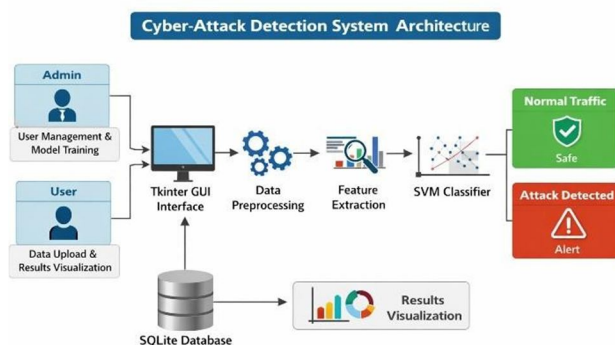 Cyber-Attack Detection System Architecture
Admin
User Management &
Model Training
User
Data Upload &
Results Visualization
Tkinter GUI
Interface
Data
Preprocessing
Feature
Extraction
SVM Classifier
Normal Traffic
Safe
Attack Detected
Alert
SQLite Database
Results
Visualization